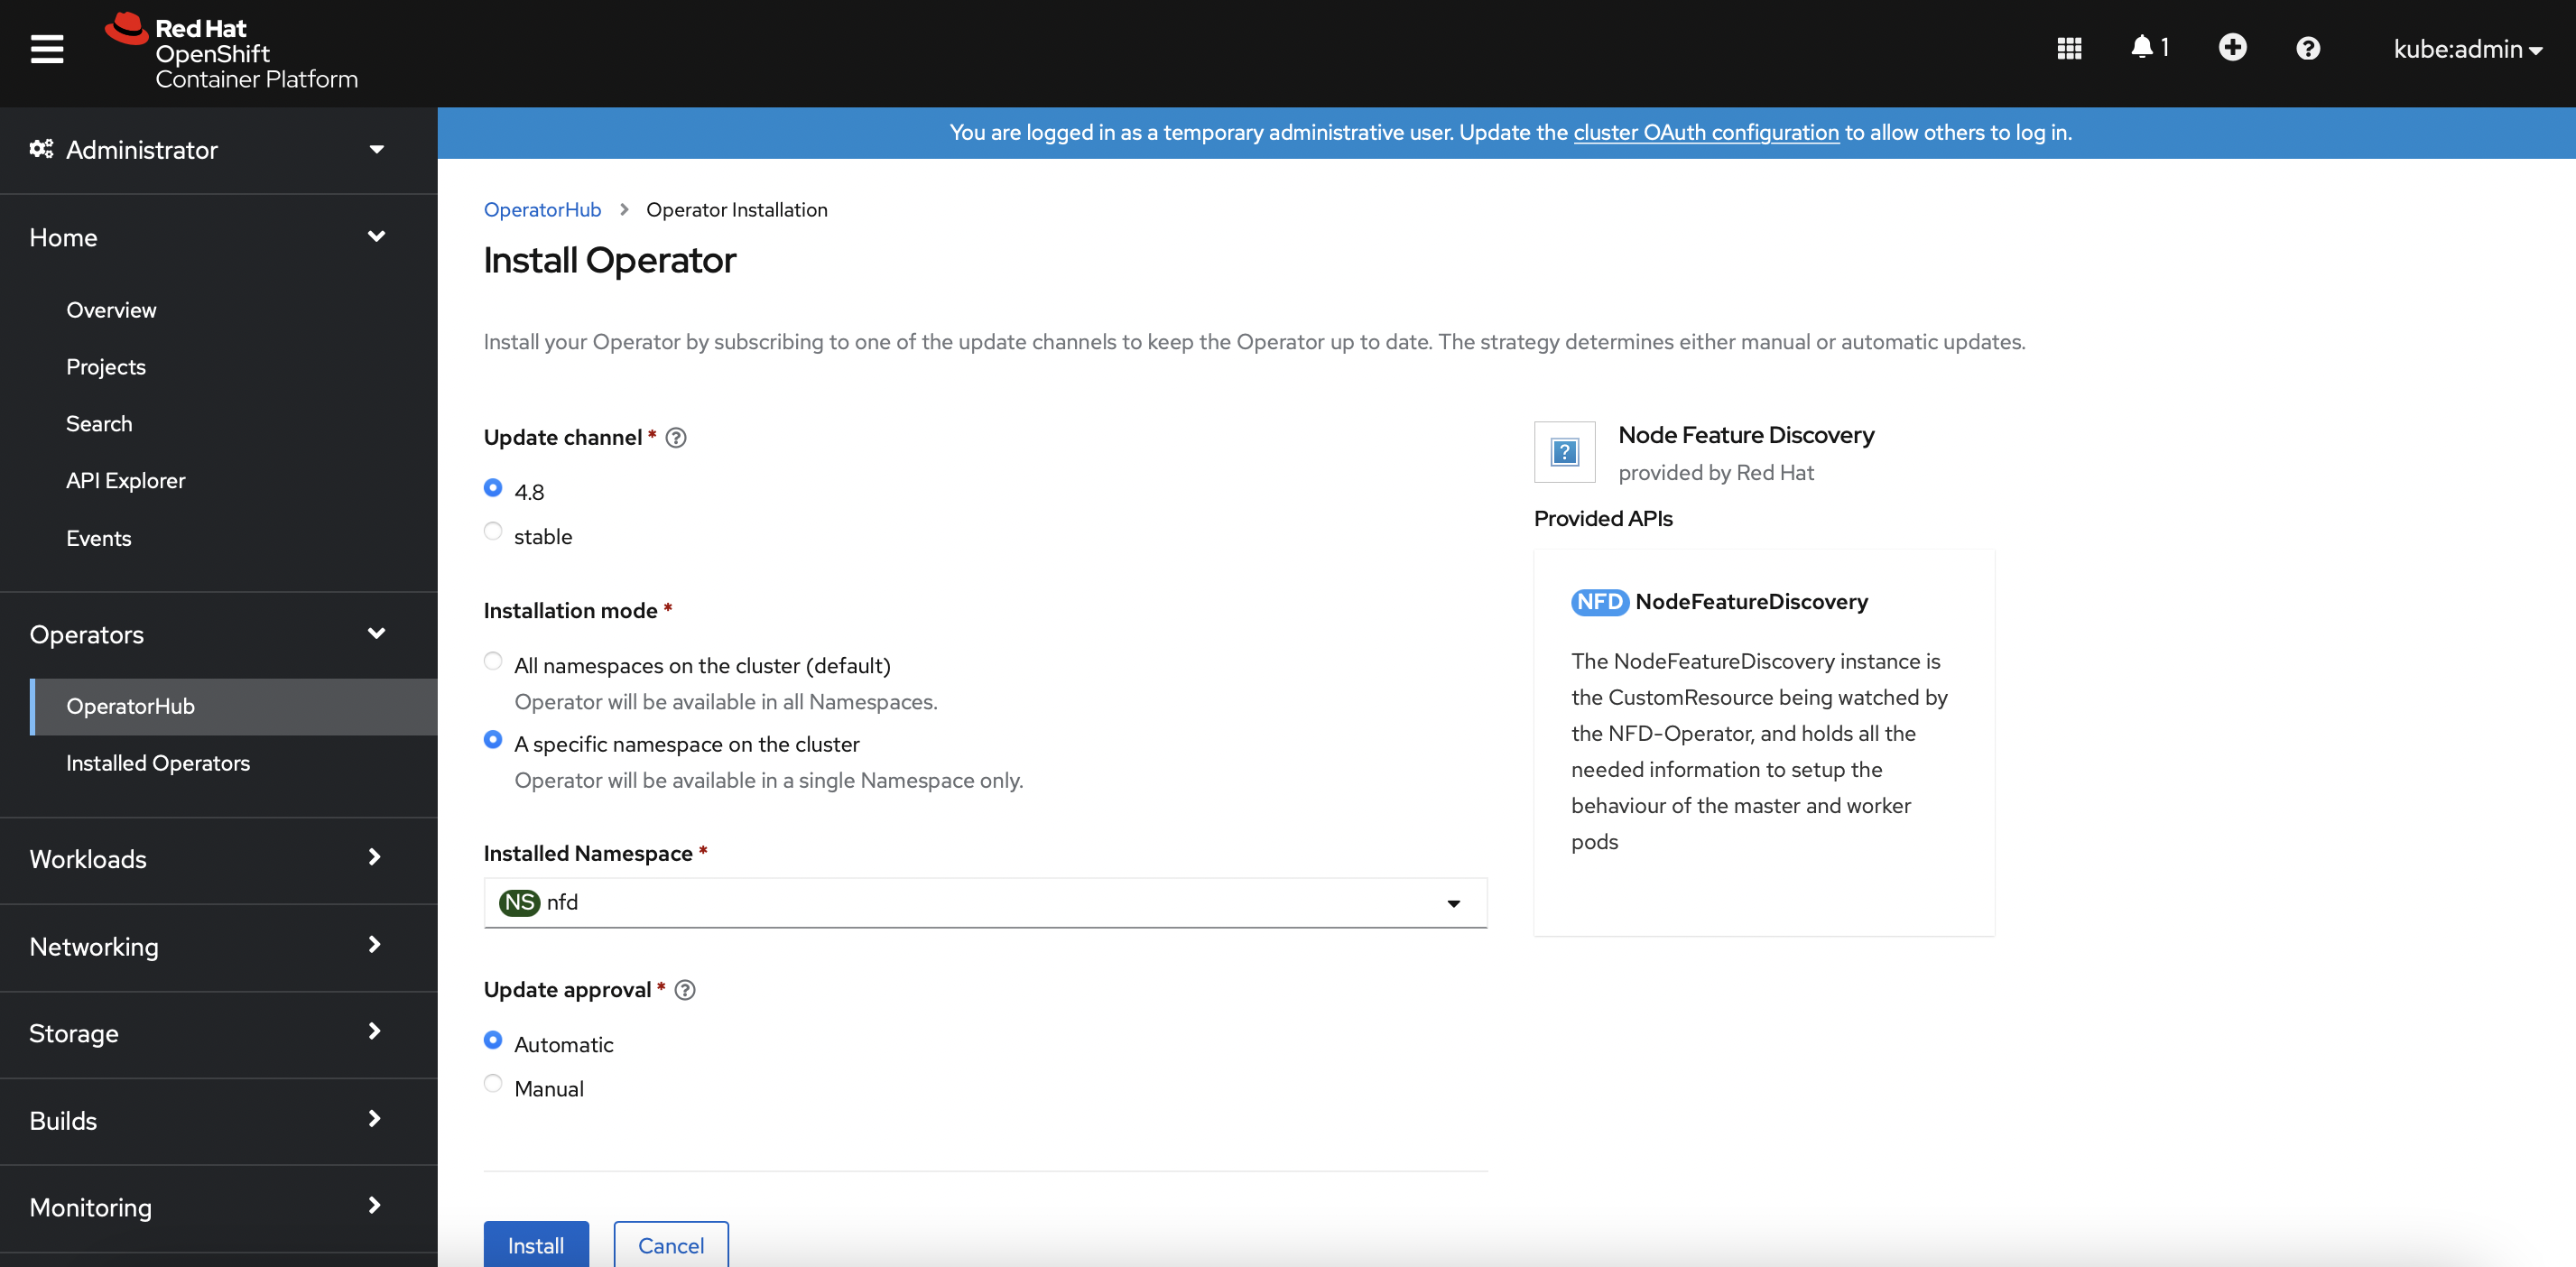 Red Hat
OpenShift
Container Platform
1
kube:admin
Administrator
Home
Overview
Projects
Search
API Explorer
Events
Operators
OperatorHub
Installed Operators
Workloads
Networking
Storage
Builds
Monitoring
You are logged in as a temporary administrative user. Update the cluster OAuth configuration to allow others to log in.
OperatorHub > Operator Installation
Install Operator
Install your Operator by subscribing to one of the update channels to keep the Operator up to date. The strategy determines either manual or automatic updates.
Update channel *
4.8
stable
Installation mode *
All namespaces on the cluster (default)
Operator will be available in all Namespaces.
A specific namespace on the cluster
Operator will be available in a single Namespace only.
Installed Namespace *
NS nfd
Update approval *
Automatic
Manual
Install
Cancel
Node Feature Discovery
provided by Red Hat
Provided APIs
NFD NodeFeatureDiscovery
The NodeFeatureDiscovery instance is
the CustomResource being watched by
the NFD-Operator, and holds all the
needed information to setup the
behaviour of the master and worker
pods